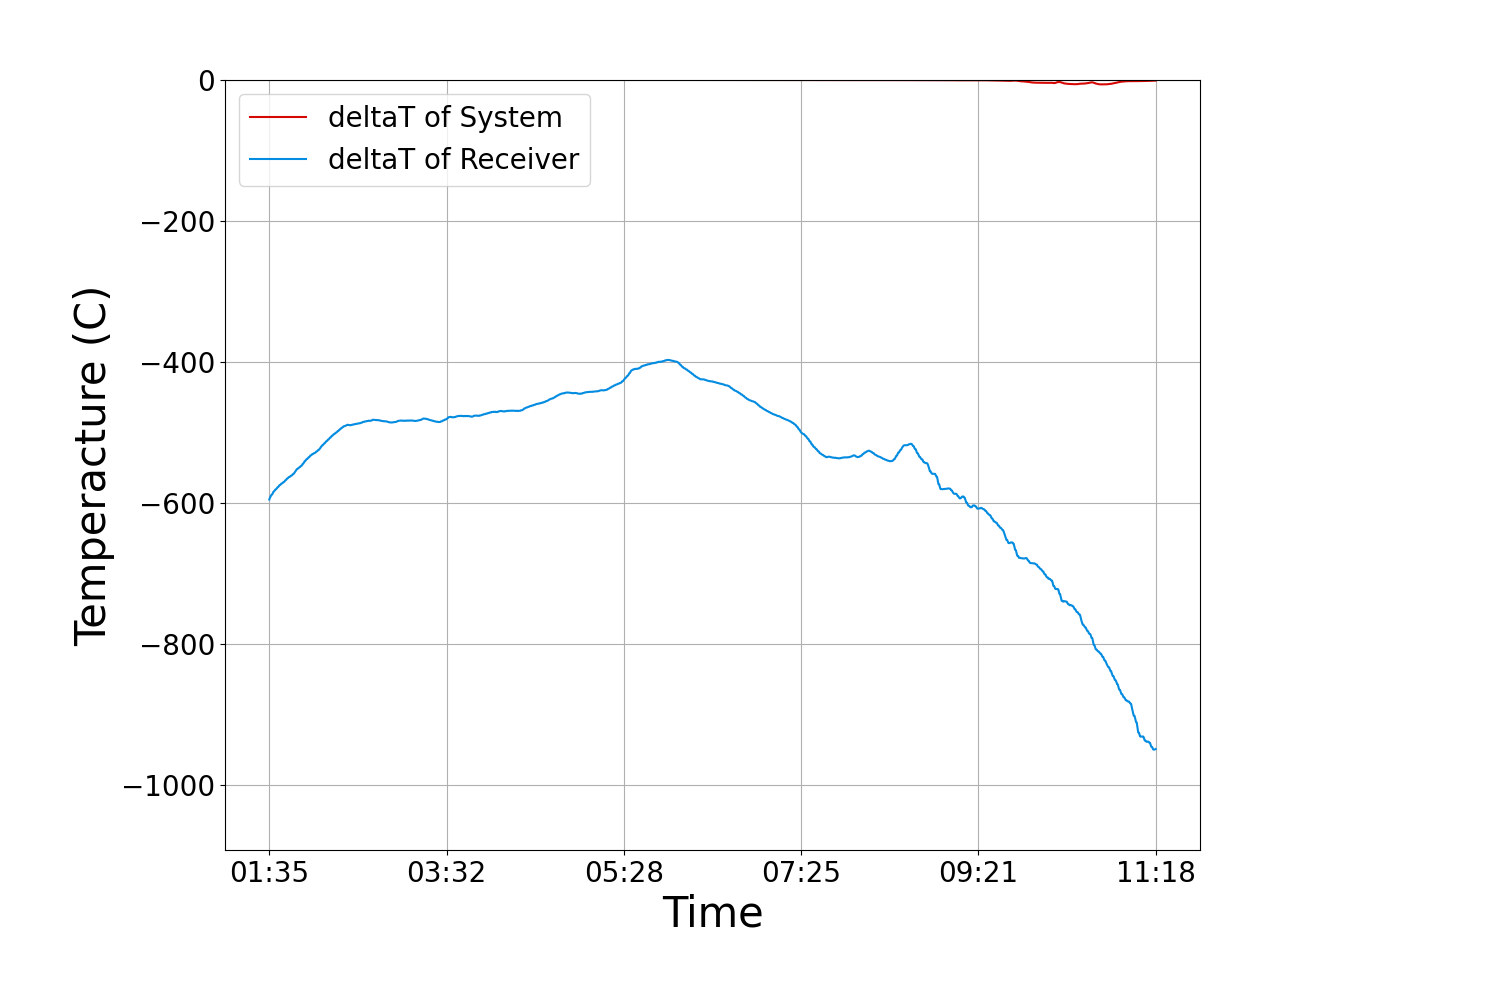 0
−200
−400
−600
−800
−1000
Temperacture (C)
deltaT of System
deltaT of Receiver
01:35 03:32 05:28 07:25 09:21 11:18
Time